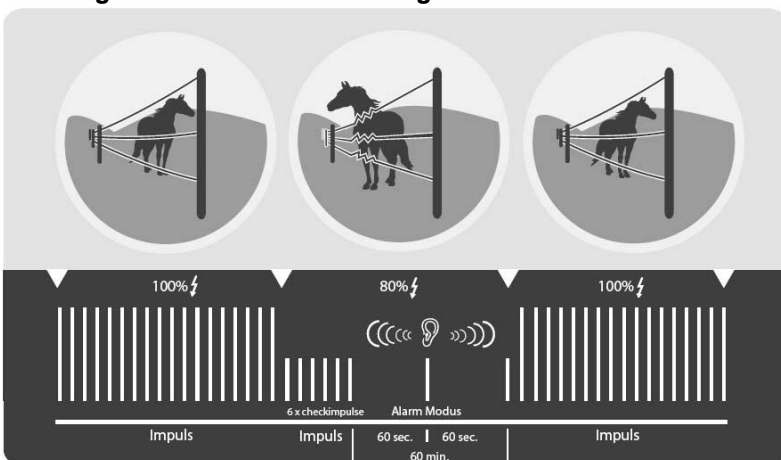 100% 80% 100%
6 x checkimpulse Alarm Modus
Impuls Impuls 60 sec. 60 sec. Impuls
60 min.